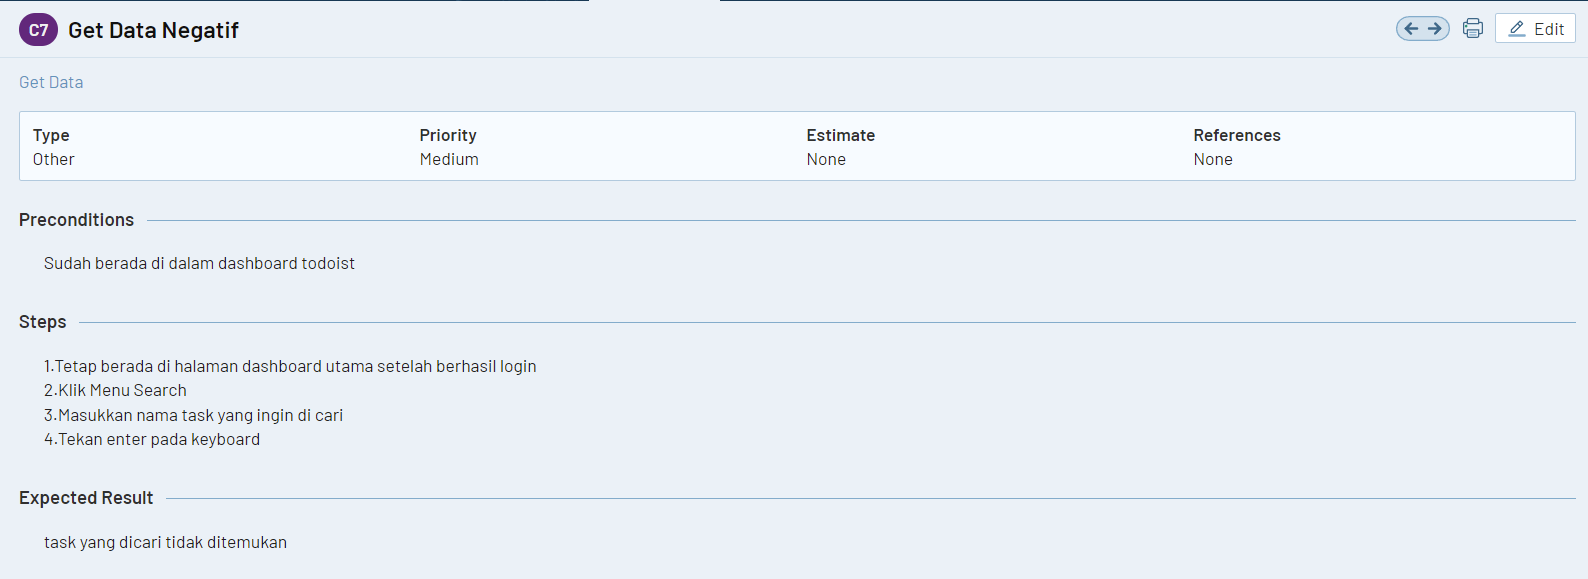 C7 Get Data Negatif
Edit
Get Data
Type Priority Estimate References
Other Medium None None
Preconditions
Sudah berada di dalam dashboard todoist
Steps
1.Tetap berada di halaman dashboard utama setelah berhasil login
2.Klik Menu Search
3.Masukkan nama task yang ingin di cari
4.Tekan enter pada keyboard
Expected Result
task yang dicari tidak ditemukan